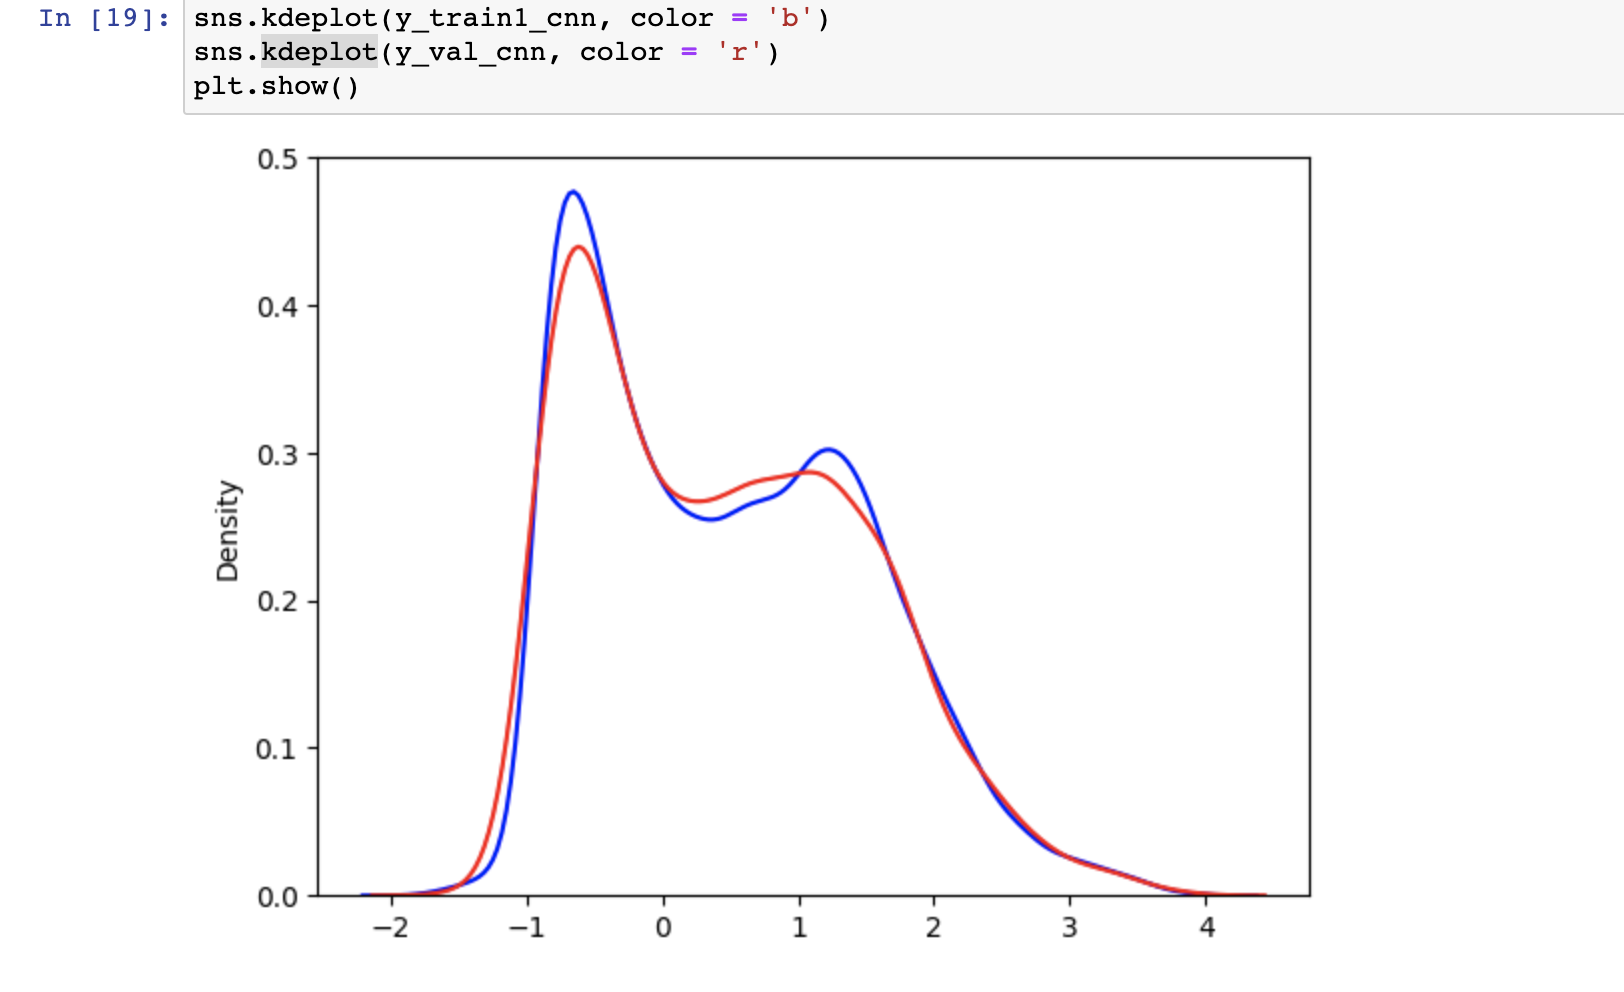 In [19]:
sns.kdeplot(y_train1_cnn, color = 'b')
sns.kdeplot(y_val_cnn, color = 'r')
plt.show()
0.5
0.4
0.3
0.2
0.1
0.0
Density
−2 −1 0 1 2 3 4